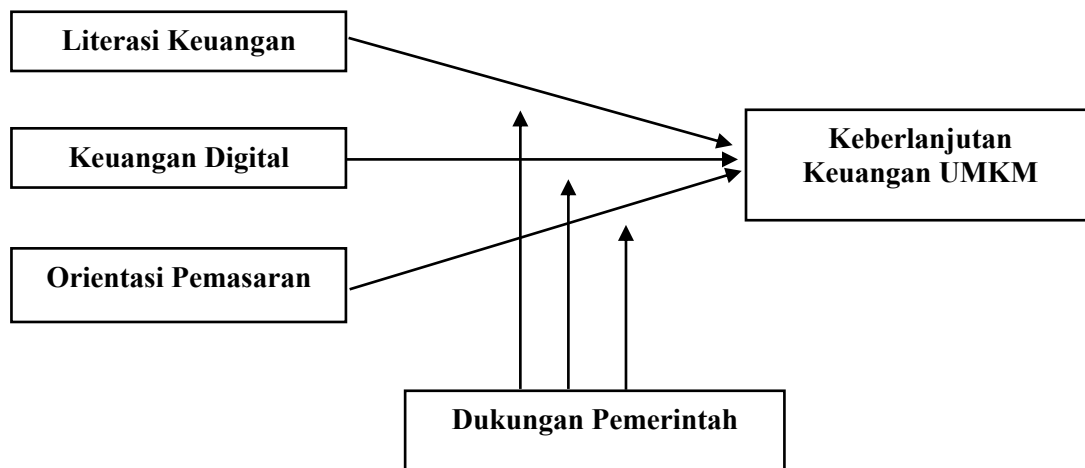 Literasi Keuangan
Keuangan Digital
Orientasi Pemasaran
Keberlanjutan
Keuangan UMKM
Dukungan Pemerintah